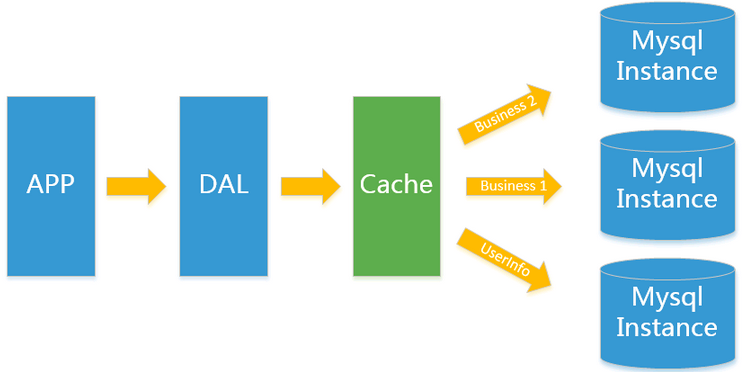 APP
DAL
Cache
Business 2
Business 1
UserInfo
Mysql
Instance
Mysql
Instance
Mysql
Instance